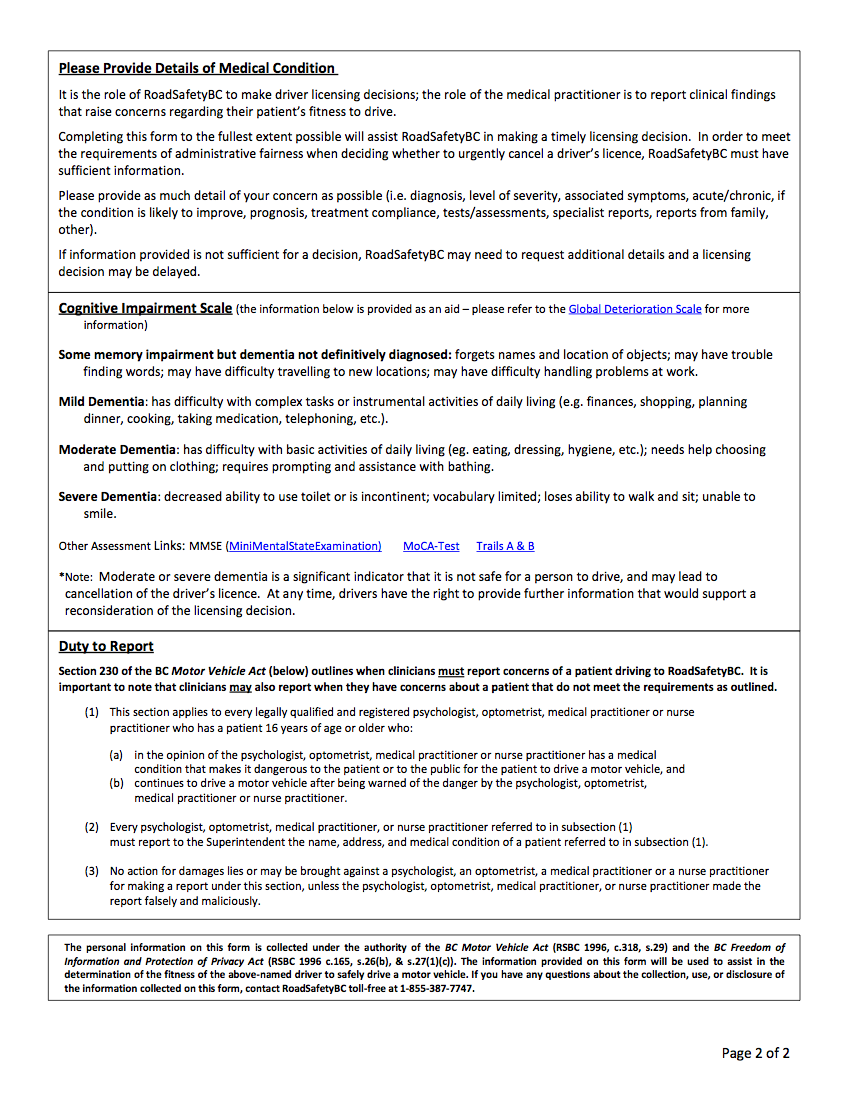 Please Provide Details of Medical Condition
It is the role of RoadSafetyBC to make driver licensing decisions; the role of the medical practitioner is to report clinical findings
that raise concerns regarding their patient's fitness to drive.
Completing this form to the fullest extent possible will assist RoadSafetyBC in making a timely licensing decision. In order to meet
the requirements of administrative fairness when deciding whether to urgently cancel a driver's licence, RoadSafetyBC must have
sufficient information.
Please provide as much detail of your concern as possible (i.e. diagnosis, level of severity, associated symptoms, acute/chronic, if
the condition is likely to improve, prognosis, treatment compliance, tests/assessments, specialist reports, reports from family,
other).
If information provided is not sufficient for a decision, RoadSafetyBC may need to request additional details and a licensing
decision may be delayed.
Cognitive Impairment Scale (the information below is provided as an aid – please refer to the Global Deterioration Scale for more
information)
Some memory impairment but dementia not definitively diagnosed: forgets names and location of objects; may have trouble
finding words; may have difficulty travelling to new locations; may have difficulty handling problems at work.
Mild Dementia: has difficulty with complex tasks or instrumental activities of daily living (e.g. finances, shopping, planning
dinner, cooking, taking medication, telephoning, etc.).
Moderate Dementia: has difficulty with basic activities of daily living (eg. eating, dressing, hygiene, etc.); needs help choosing
and putting on clothing; requires prompting and assistance with bathing.
Severe Dementia: decreased ability to use toilet or is incontinent; vocabulary limited; loses ability to walk and sit; unable to
smile.
Other Assessment Links: MMSE (MiniMentalStateExamination) MoCA-Test Trails A & B
*Note: Moderate or severe dementia is a significant indicator that it is not safe for a person to drive, and may lead to
cancellation of the driver's licence. At any time, drivers have the right to provide further information that would support a
reconsideration of the licensing decision.
Duty to Report
Section 230 of the BC Motor Vehicle Act (below) outlines when clinicians must report concerns of a patient driving to RoadSafetyBC. It is
important to note that clinicians may also report when they have concerns about a patient that do not meet the requirements as outlined.
(1) This section applies to every legally qualified and registered psychologist, optometrist, medical practitioner or nurse
practitioner who has a patient 16 years of age or older who:
(a) in the opinion of the psychologist, optometrist, medical practitioner or nurse practitioner has a medical
condition that makes it dangerous to the patient or to the public for the patient to drive a motor vehicle, and
(b) continues to drive a motor vehicle after being warned of the danger by the psychologist, optometrist,
medical practitioner or nurse practitioner.
(2) Every psychologist, optometrist, medical practitioner, or nurse practitioner referred to in subsection (1)
must report to the Superintendent the name, address, and medical condition of a patient referred to in subsection (1).
(3) No action for damages lies or may be brought against a psychologist, an optometrist, a medical practitioner or a nurse practitioner
for making a report under this section, unless the psychologist, optometrist, medical practitioner, or nurse practitioner made the
report falsely and maliciously.
The personal information on this form is collected under the authority of the BC Motor Vehicle Act (RSBC 1996, c.318, s.29) and the BC Freedom of
Information and Protection of Privacy Act (RSBC 1996 c.165, s.26(b), & s.27(1)(c)). The information provided on this form will be used to assist in the
determination of the fitness of the above-named driver to safely drive a motor vehicle. If you have any questions about the collection, use, or disclosure of
the information collected on this form, contact RoadSafetyBC toll-free at 1-855-387-7747.
Page 2 of 2